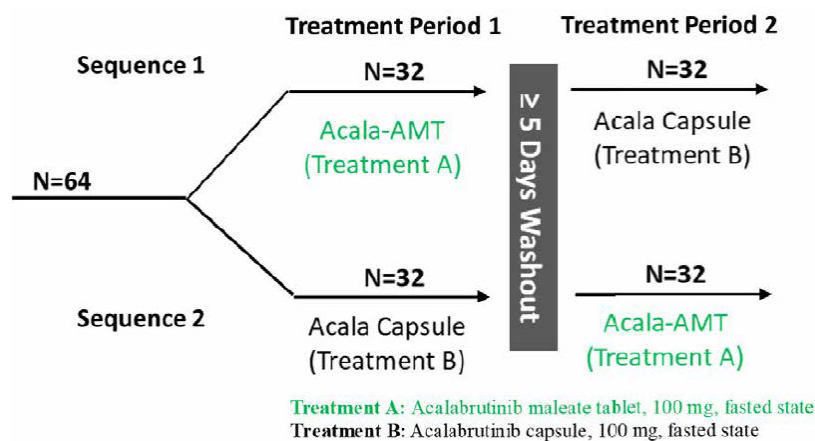 Treatment Period 1
Treatment Period 2
Sequence 1
N=32
N=32
Acala-AMT
(Treatment A)
Acala Capsule
(Treatment B)
N=64
≥ 5 Days Washout
N=32
N=32
Sequence 2
Acala Capsule
(Treatment B)
Acala-AMT
(Treatment A)
Treatment A: Acalabrutinib maleate tablet, 100 mg, fasted state
Treatment B: Acalabrutinib capsule, 100 mg, fasted state